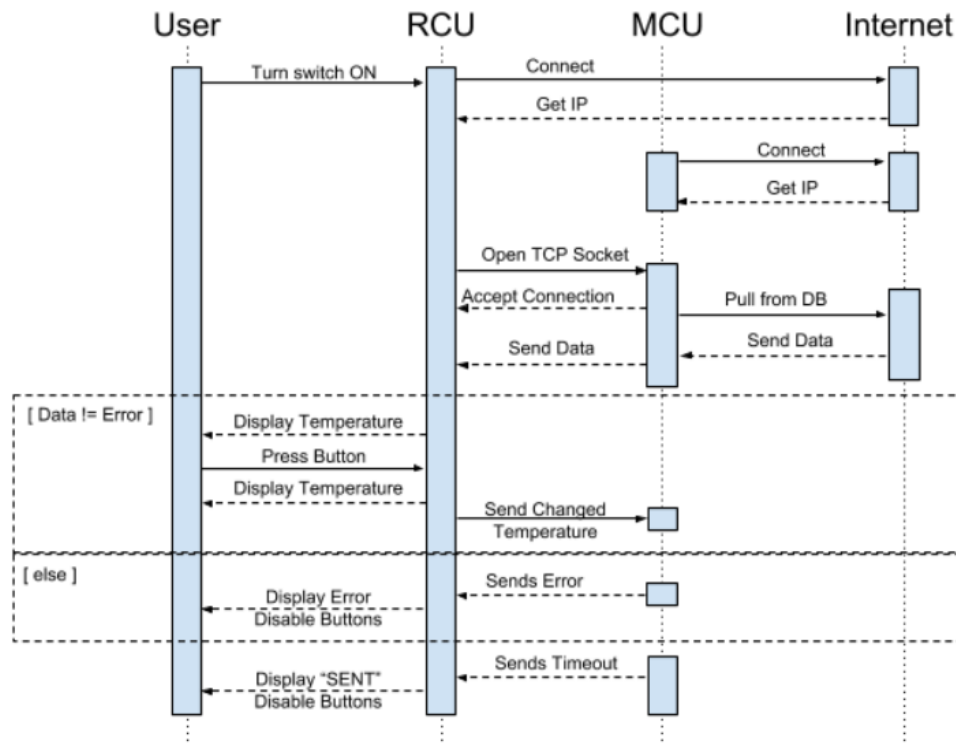 User RCU MCU Internet
Turn switch ON
Connect
Get IP
Connect
Get IP
Open TCP Socket
Accept Connection
Pull from DB
Send Data
Send Data
[ Data != Error ]
Display Temperature
Press Button
Display Temperature
Send Changed
Temperature
[ else ]
Sends Error
Display Error
Disable Buttons
Sends Timeout
Display “SENT”
Disable Buttons